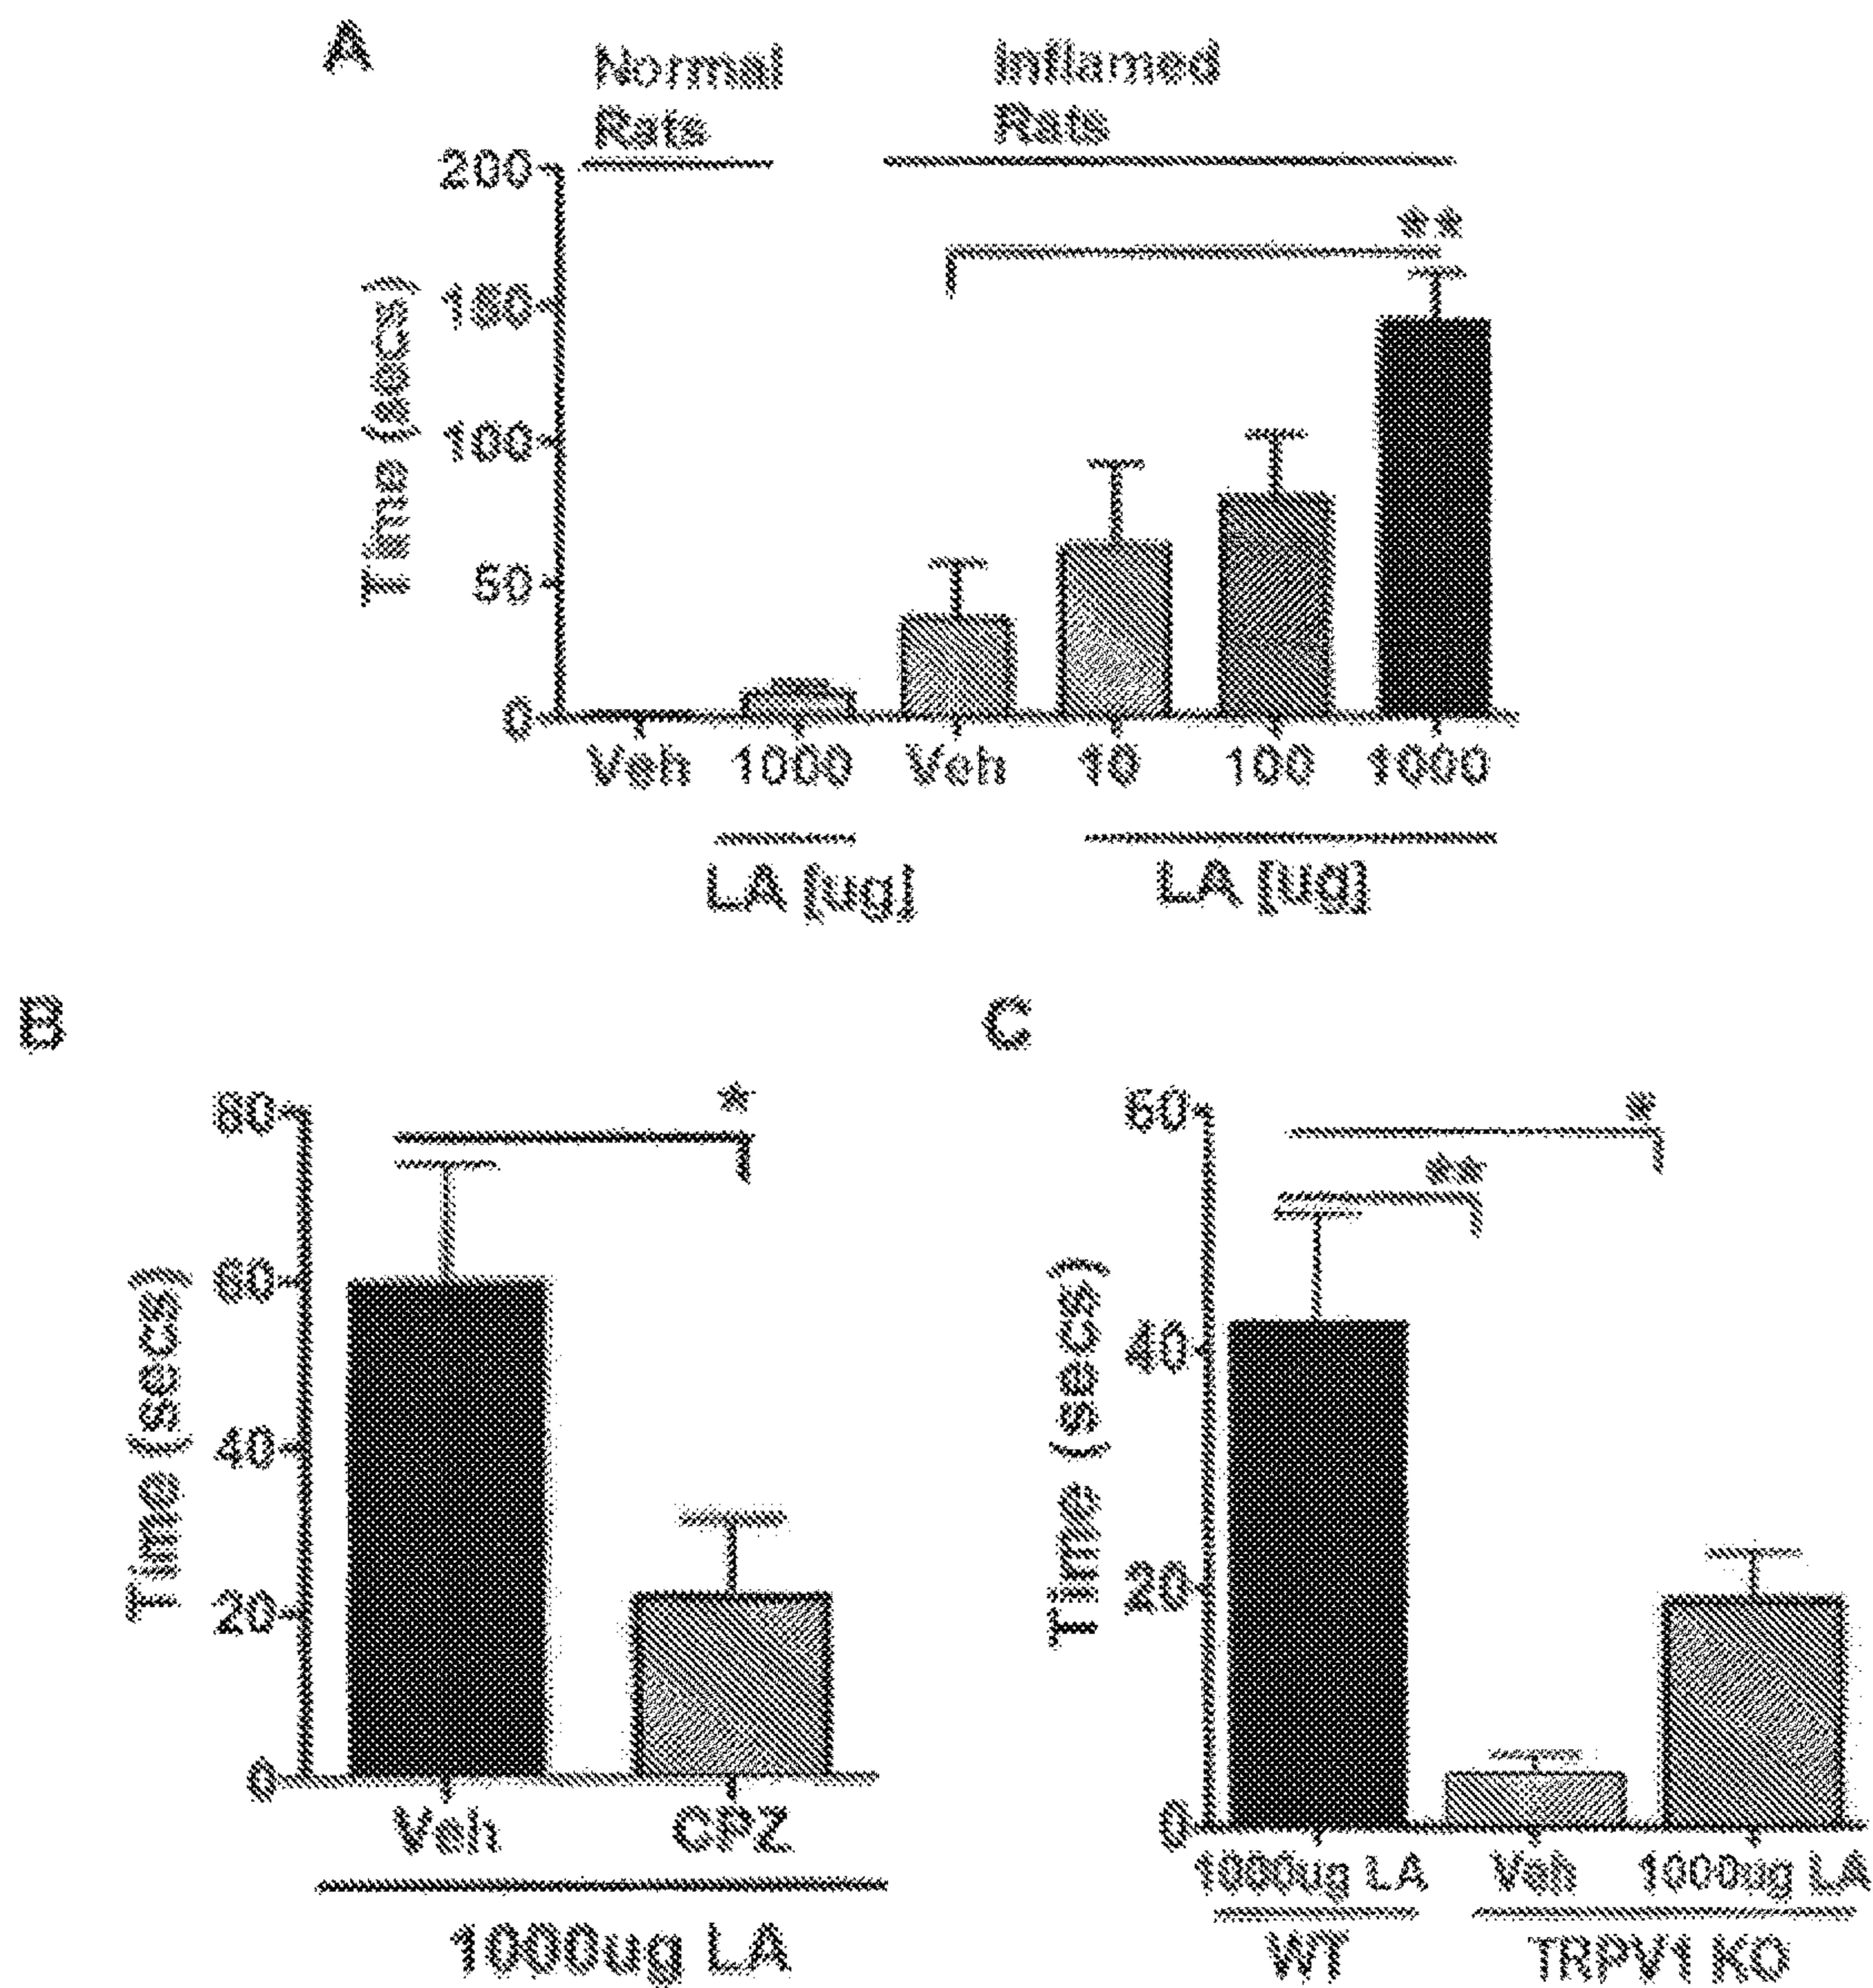 A
Normal
Rats
Inflamed
Rats
**
200
150
100
50
0
Time (secs)
Veh 1000 Veh 10 100 1000
LA [ug] LA [ug]
B
*
80
60
40
20
0
Time (secs)
Veh CPZ
1000ug LA
C
*
**
60
40
20
0
Time (secs)
1000ug LA Veh 1000ug LA
WT TRPV1 KO